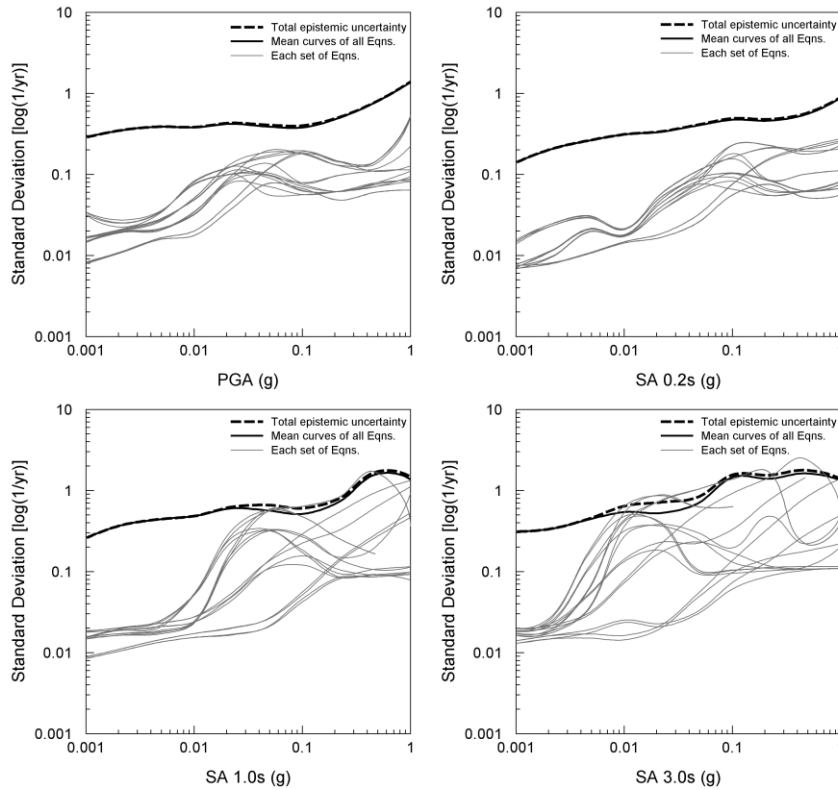 Standard Deviation [log(1/yr)]
10
1
0.1
0.01
0.001
Total epistemic uncertainty
Mean curves of all Eqns.
Each set of Eqns.
0.001
0.01
0.1
1
PGA (g)
Standard Deviation [log(1/yr)]
10
1
0.1
0.01
0.001
Total epistemic uncertainty
Mean curves of all Eqns.
Each set of Eqns.
0.001
0.01
0.1
SA 0.2s (g)
Standard Deviation [log(1/yr)]
10
1
0.1
0.01
0.001
Total epistemic uncertainty
Mean curves of all Eqns.
Each set of Eqns.
0.001
0.01
0.1
1
SA 1.0s (g)
Standard Deviation [log(1/yr)]
10
1
0.1
0.01
0.001
Total epistemic uncertainty
Mean curves of all Eqns.
Each set of Eqns.
0.001
0.01
0.1
SA 3.0s (g)